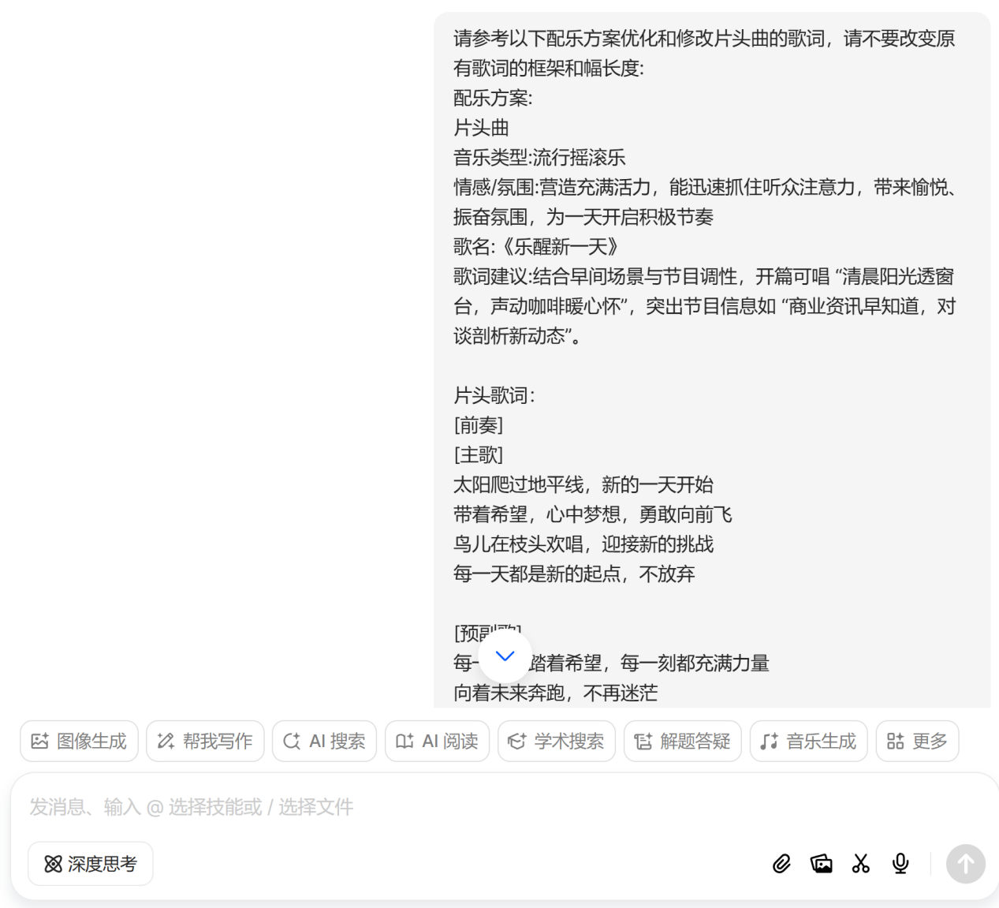 请参考以下配乐方案优化和修改片头曲的歌词，请不要改变原
有歌词的框架和幅长度:
配乐方案:
片头曲
音乐类型:流行摇滚乐
情感/氛围:营造充满活力，能迅速抓住听众注意力，带来愉悦、
振奋氛围，为一天开启积极节奏
歌名:《乐醒新一天》
歌词建议:结合早间场景与节目调性，开篇可唱 “清晨阳光透窗
台，声动咖啡暖心怀”，突出节目信息如 “商业资讯早知道，对
谈剖析新动态”。
片头歌词：
[前奏]
[主歌]
太阳爬过地平线，新的一天开始
带着希望，心中梦想，勇敢向前飞
鸟儿在枝头欢唱，迎接新的挑战
每一天都是新的起点，不放弃
[预副歌]
每一 踏着希望，每一刻都充满力量
向着未来奔跑，不再迷茫
图像生成 帮我写作 AI 搜索 AI 阅读 学术搜索 解题答疑 音乐生成 更多
发消息、输入 @ 选择技能或 / 选择文件
深度思考